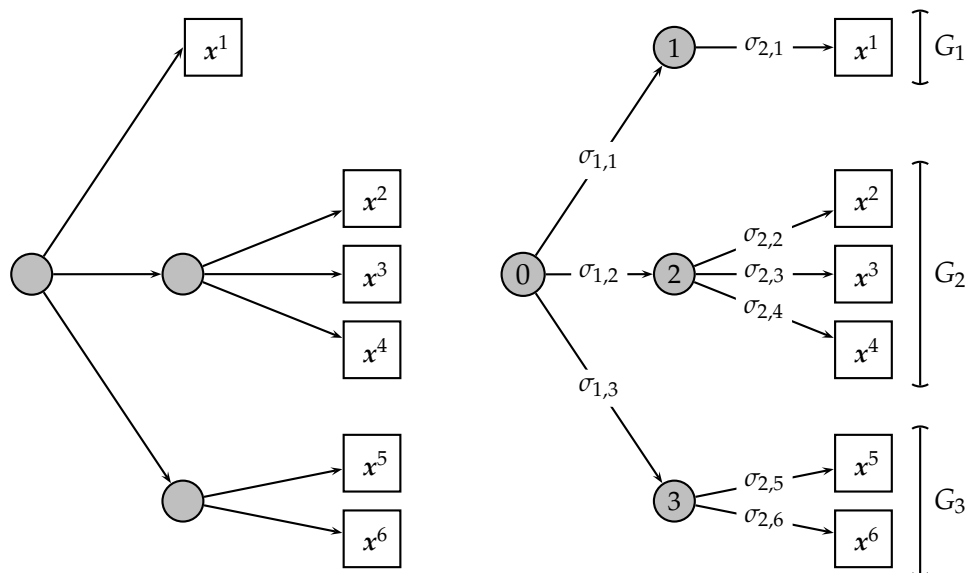 x¹
x²
x³
x⁴
x⁵
x⁶
0
1
2
3
σ₁,₁
σ₁,₂
σ₁,₃
σ₂,₁
σ₂,₂
σ₂,₃
σ₂,₄
σ₂,₅
σ₂,₆
x¹
x²
x³
x⁴
x⁵
x⁶
G₁
G₂
G₃